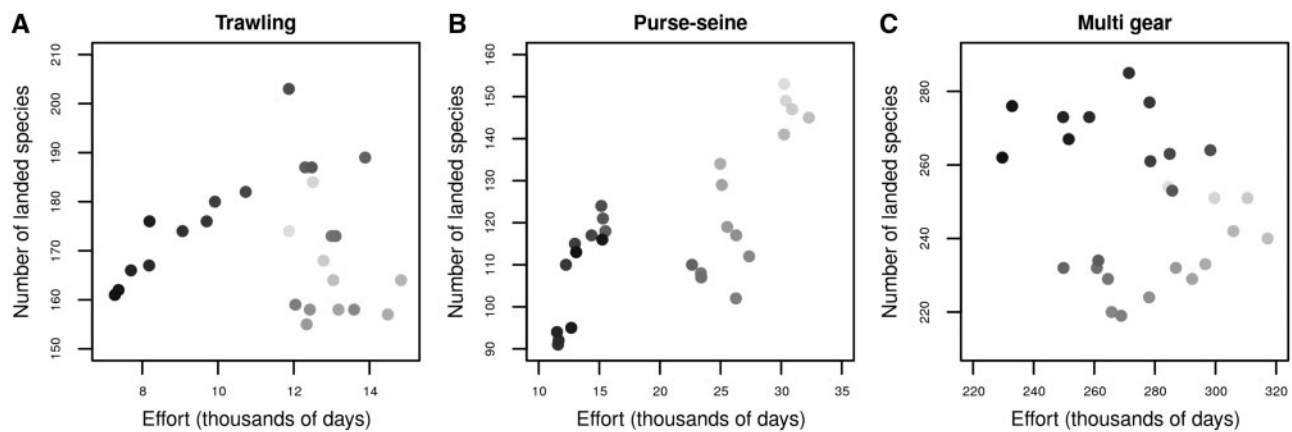 A Trawling
Number of landed species
210
200
190
180
170
160
150
8 10 12 14
Effort (thousands of days)
B Purse-seine
Number of landed species
160
150
140
130
120
110
100
90
10 15 20 25 30 35
Effort (thousands of days)
C Multi gear
Number of landed species
280
260
240
220
220 240 260 280 300 320
Effort (thousands of days)